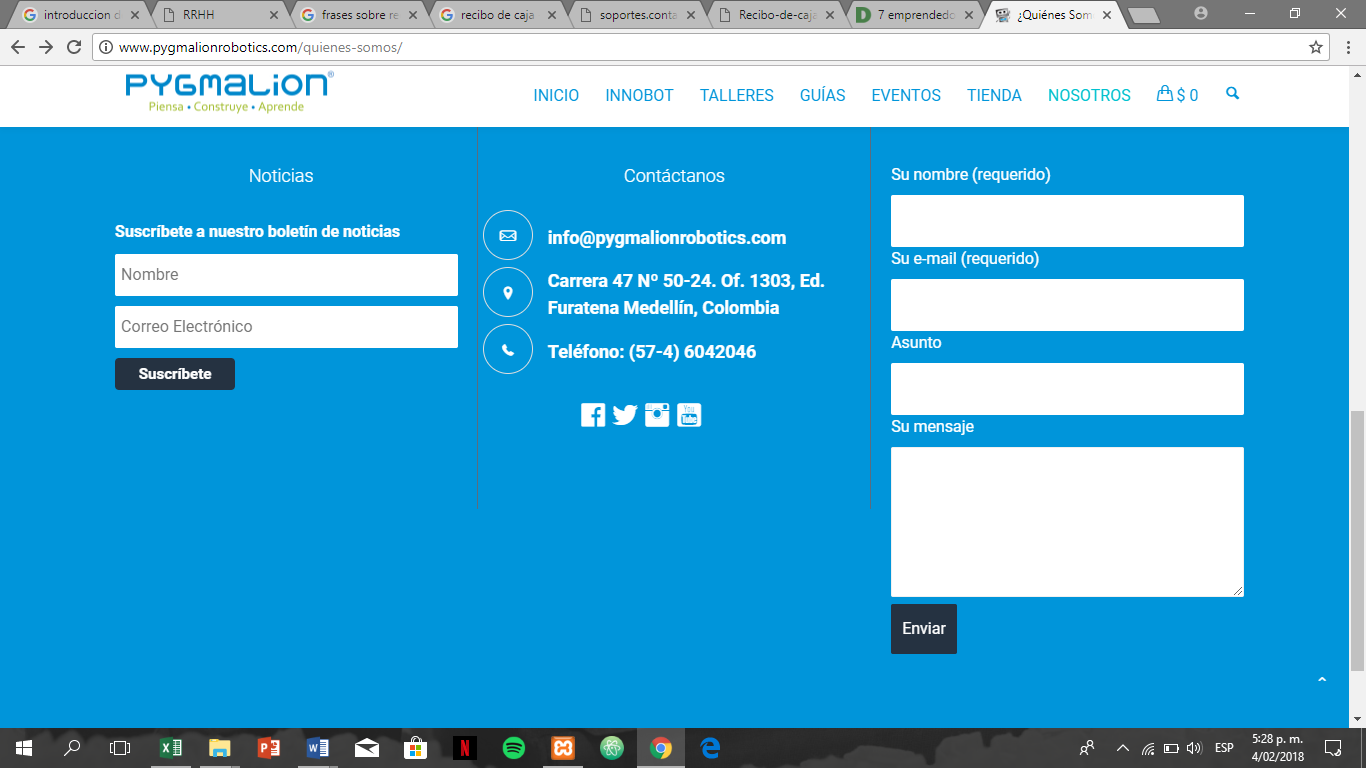 introduccion d
RRHH
frases sobre re
recibo de caja
soportes.conta
Recibo-de-caja
7 emprendedo
¿Quiénes Som
www.pygmalionrobotics.com/quienes-somos/
PYGMALION®
Piensa • Construye • Aprende
INICIO
INNOBOT
TALLERES
GUÍAS
EVENTOS
TIENDA
NOSOTROS
$ 0
Noticias
Suscríbete a nuestro boletín de noticias
Nombre
Correo Electrónico
Suscríbete
Contáctanos
info@pygmalionrobotics.com
Carrera 47 Nº 50-24. Of. 1303, Ed.
Furatena Medellín, Colombia
Teléfono: (57-4) 6042046
You
Tube
Su nombre (requerido)
Su e-mail (requerido)
Asunto
Su mensaje
Enviar
ESP
5:28 p. m.
4/02/2018